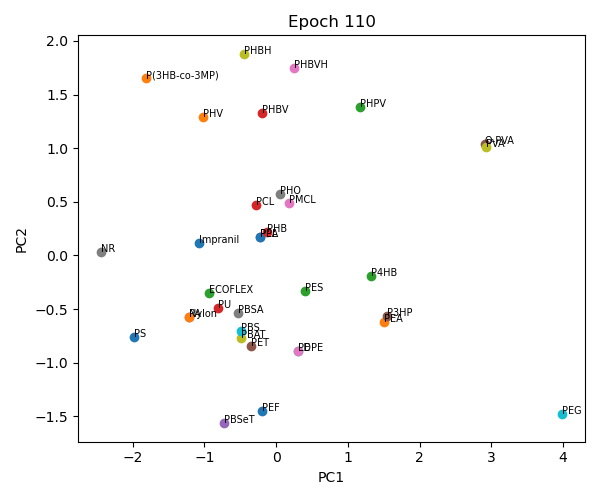 Epoch 110
PHBH
PHBVH
P(3HB-co-3MP)
PHPV
PHV
PHBV
O-PVA
PVA
PHO
PCL
PMCL
PHB
Impranil
NR
P4HB
ECOFLEX
PES
PU
PBSA
P3HP
PEA
Nylon
PBS
PS
PBAT
PET
LDPE
PEF
PBSeT
PEG
2.0
1.5
1.0
0.5
0.0
−0.5
−1.0
−1.5
PC2
−2 −1 0 1 2 3 4
PC1